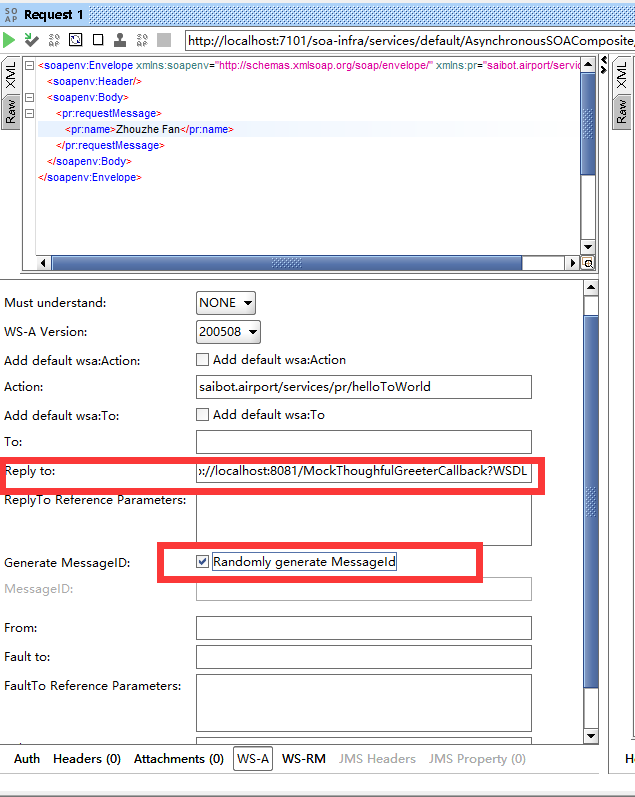 SO AP Request 1
SO AP http://localhost:7101/soa-infra/services/default/AsynchronousSOAComposite
XML
Raw
<soapenv:Envelope xmlns:soapenv="http://schemas.xmlsoap.org/soap/envelope/" xmlns:pr="saibot.airport/servic
<soapenv:Header/>
<soapenv:Body>
<pr:requestMessage>
<pr:name>Zhouzhe Fan</pr:name>
</pr:requestMessage>
</soapenv:Body>
</soapenv:Envelope>
XML
Raw
Must understand: NONE
WS-A Version: 200508
Add default wsa:Action: Add default wsa:Action
Action: saibot.airport/services/pr/helloToWorld
Add default wsa:To: Add default wsa:To
To:
Reply to: ://localhost:8081/MockThoughfulGreeterCallback?WSDL
ReplyTo Reference Parameters:
Generate MessageID: Randomly generate MessageId
MessageID:
From:
Fault to:
FaultTo Reference Parameters:
Auth Headers (0) Attachments (0) WS-A WS-RM JMS Headers JMS Property (0)